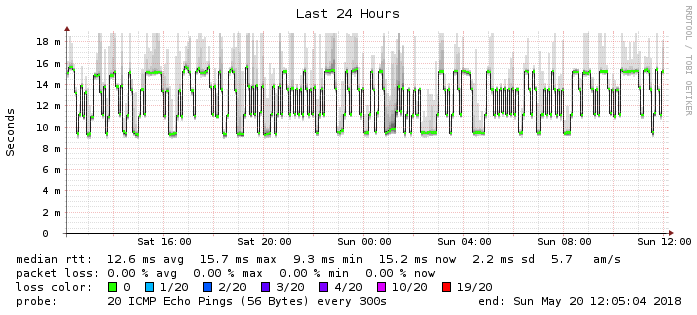 Last 24 Hours
RRDTOOL / TOBI OETIKER
Seconds
18 m
16 m
14 m
12 m
10 m
8 m
6 m
4 m
2 m
0
Sat 16:00 Sat 20:00 Sun 00:00 Sun 04:00 Sun 08:00 Sun 12:00
median rtt: 12.6 ms avg 15.7 ms max 9.3 ms min 15.2 ms now 2.2 ms sd 5.7 am/s
packet loss: 0.00 % avg 0.00 % max 0.00 % min 0.00 % now
loss color: 0 1/20 2/20 3/20 4/20 10/20 19/20
probe: 20 ICMP Echo Pings (56 Bytes) every 300s end: Sun May 20 12:05:04 2018